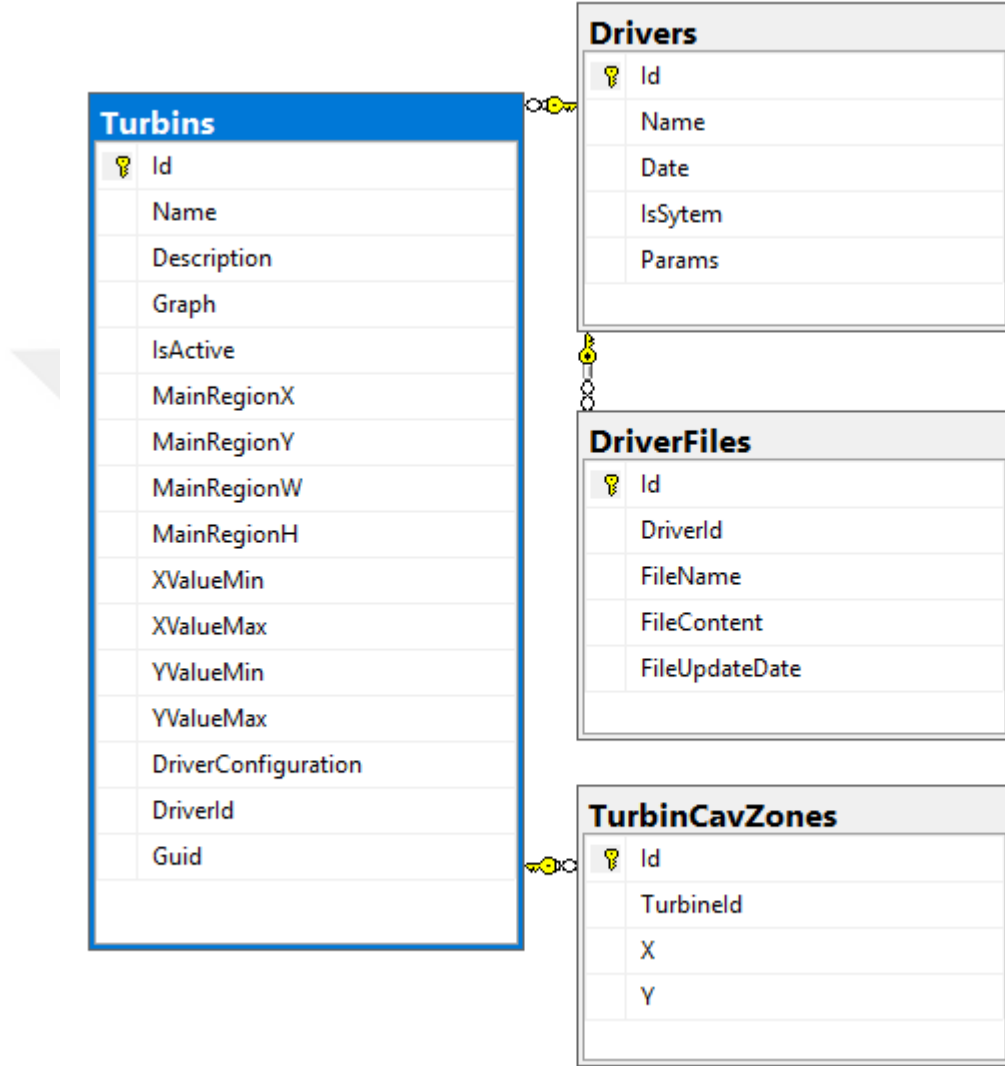 Turbins
Id
Name
Description
Graph
IsActive
MainRegionX
MainRegionY
MainRegionW
MainRegionH
XValueMin
XValueMax
YValueMin
YValueMax
DriverConfiguration
DriverId
Guid
Drivers
Id
Name
Date
IsSytem
Params
DriverFiles
Id
DriverId
FileName
FileContent
FileUpdateDate
TurbinCavZones
Id
TurbineId
X
Y